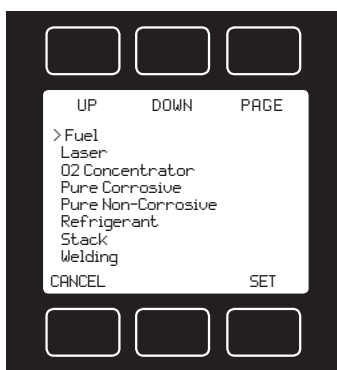 UP DOWN PAGE
>Fuel
Laser
O2 Concentrator
Pure Corrosive
Pure Non-Corrosive
Refrigerant
Stack
Welding
CANCEL SET